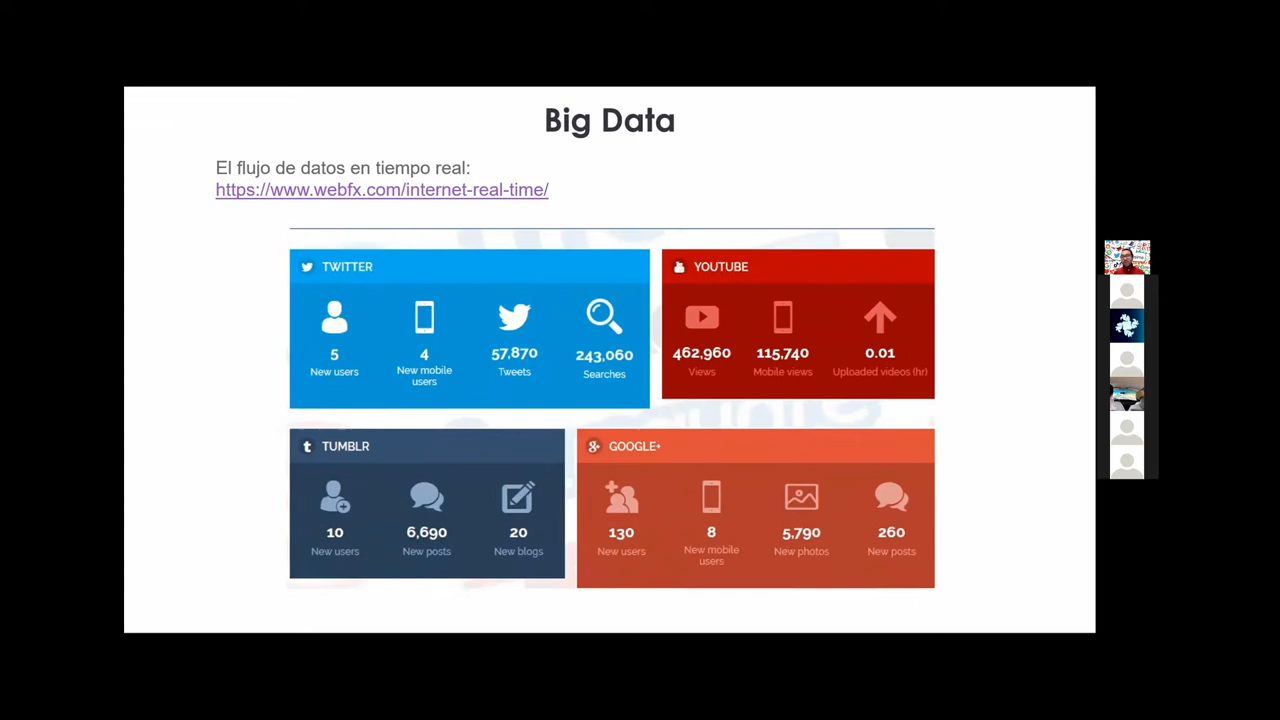 Big Data
El flujo de datos en tiempo real:
https://www.webfx.com/internet-real-time/
TWITTER
5
New users
4
New mobile
users
57,870
Tweets
243,060
Searches
YOUTUBE
462,960
Views
115,740
Mobile views
0.01
Uploaded videos (hr)
TUMBLR
10
New users
6,690
New posts
20
New blogs
GOOGLE+
130
New users
8
New mobile
users
5,790
New photos
260
New posts